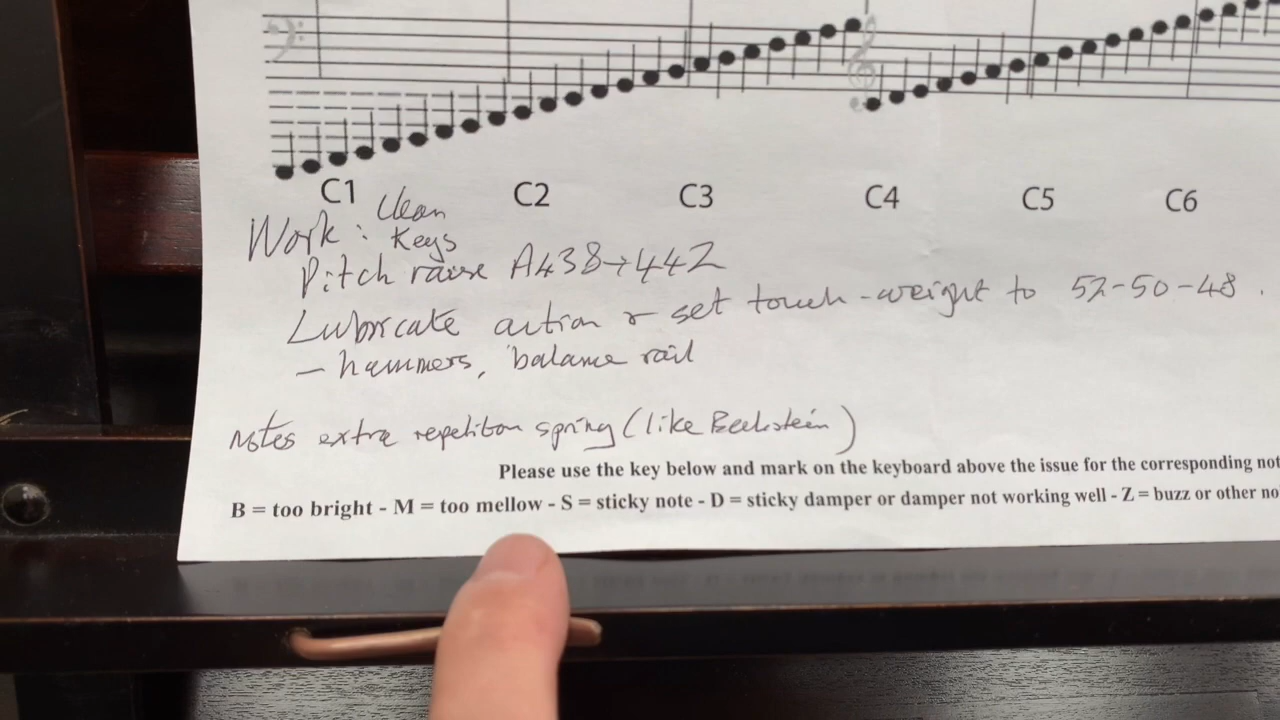 C1 C2 C3 C4 C5 C6
Clean
Work: Keys
Pitch raise A438→442
Lubricate action & set touch-weight to 52-50-48.
– hammers, balance rail
Notes extra repetition spring (like Bechstein)
Please use the key below and mark on the keyboard above the issue for the corresponding not
B = too bright - M = too mellow - S = sticky note - D = sticky damper or damper not working well - Z = buzz or other no